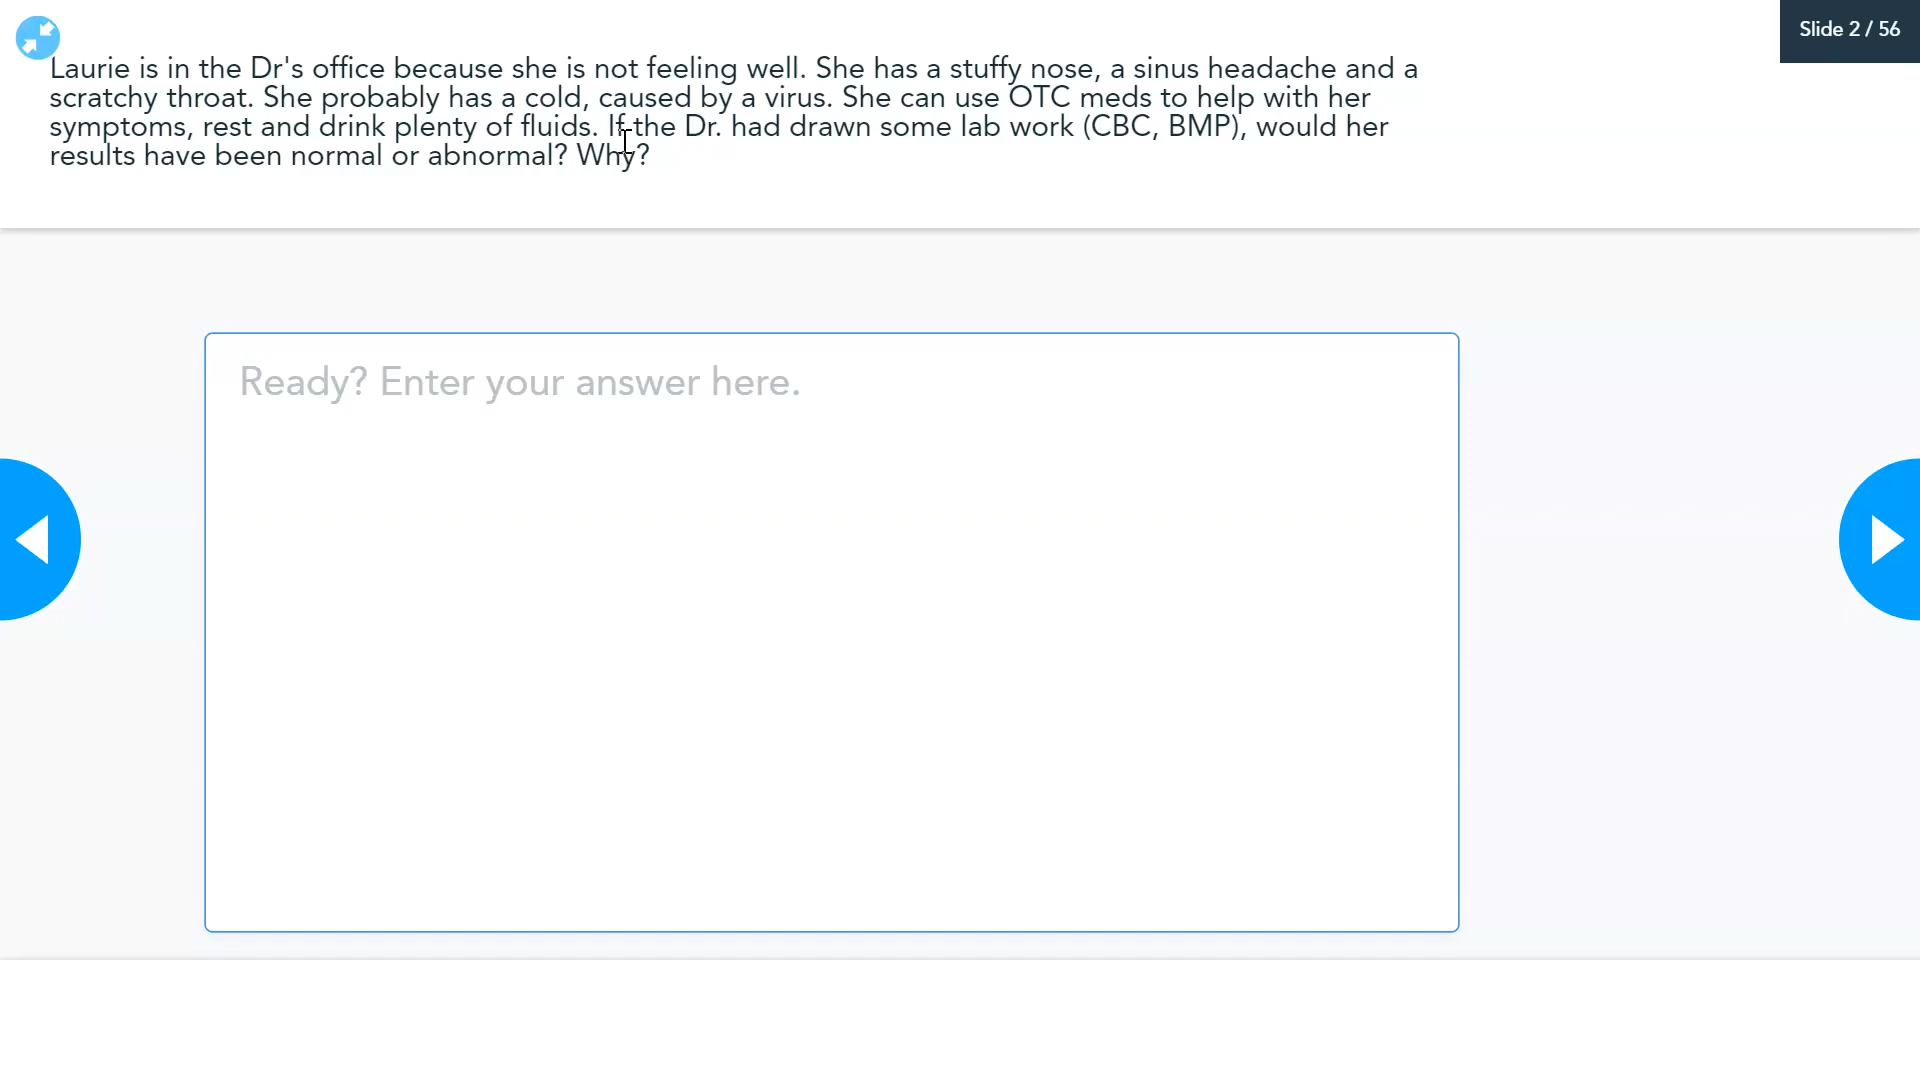 Slide 2 / 56
Laurie is in the Dr's office because she is not feeling well. She has a stuffy nose, a sinus headache and a
scratchy throat. She probably has a cold, caused by a virus. She can use OTC meds to help with her
symptoms, rest and drink plenty of fluids. If the Dr. had drawn some lab work (CBC, BMP), would her
results have been normal or abnormal? Why?
Ready? Enter your answer here.